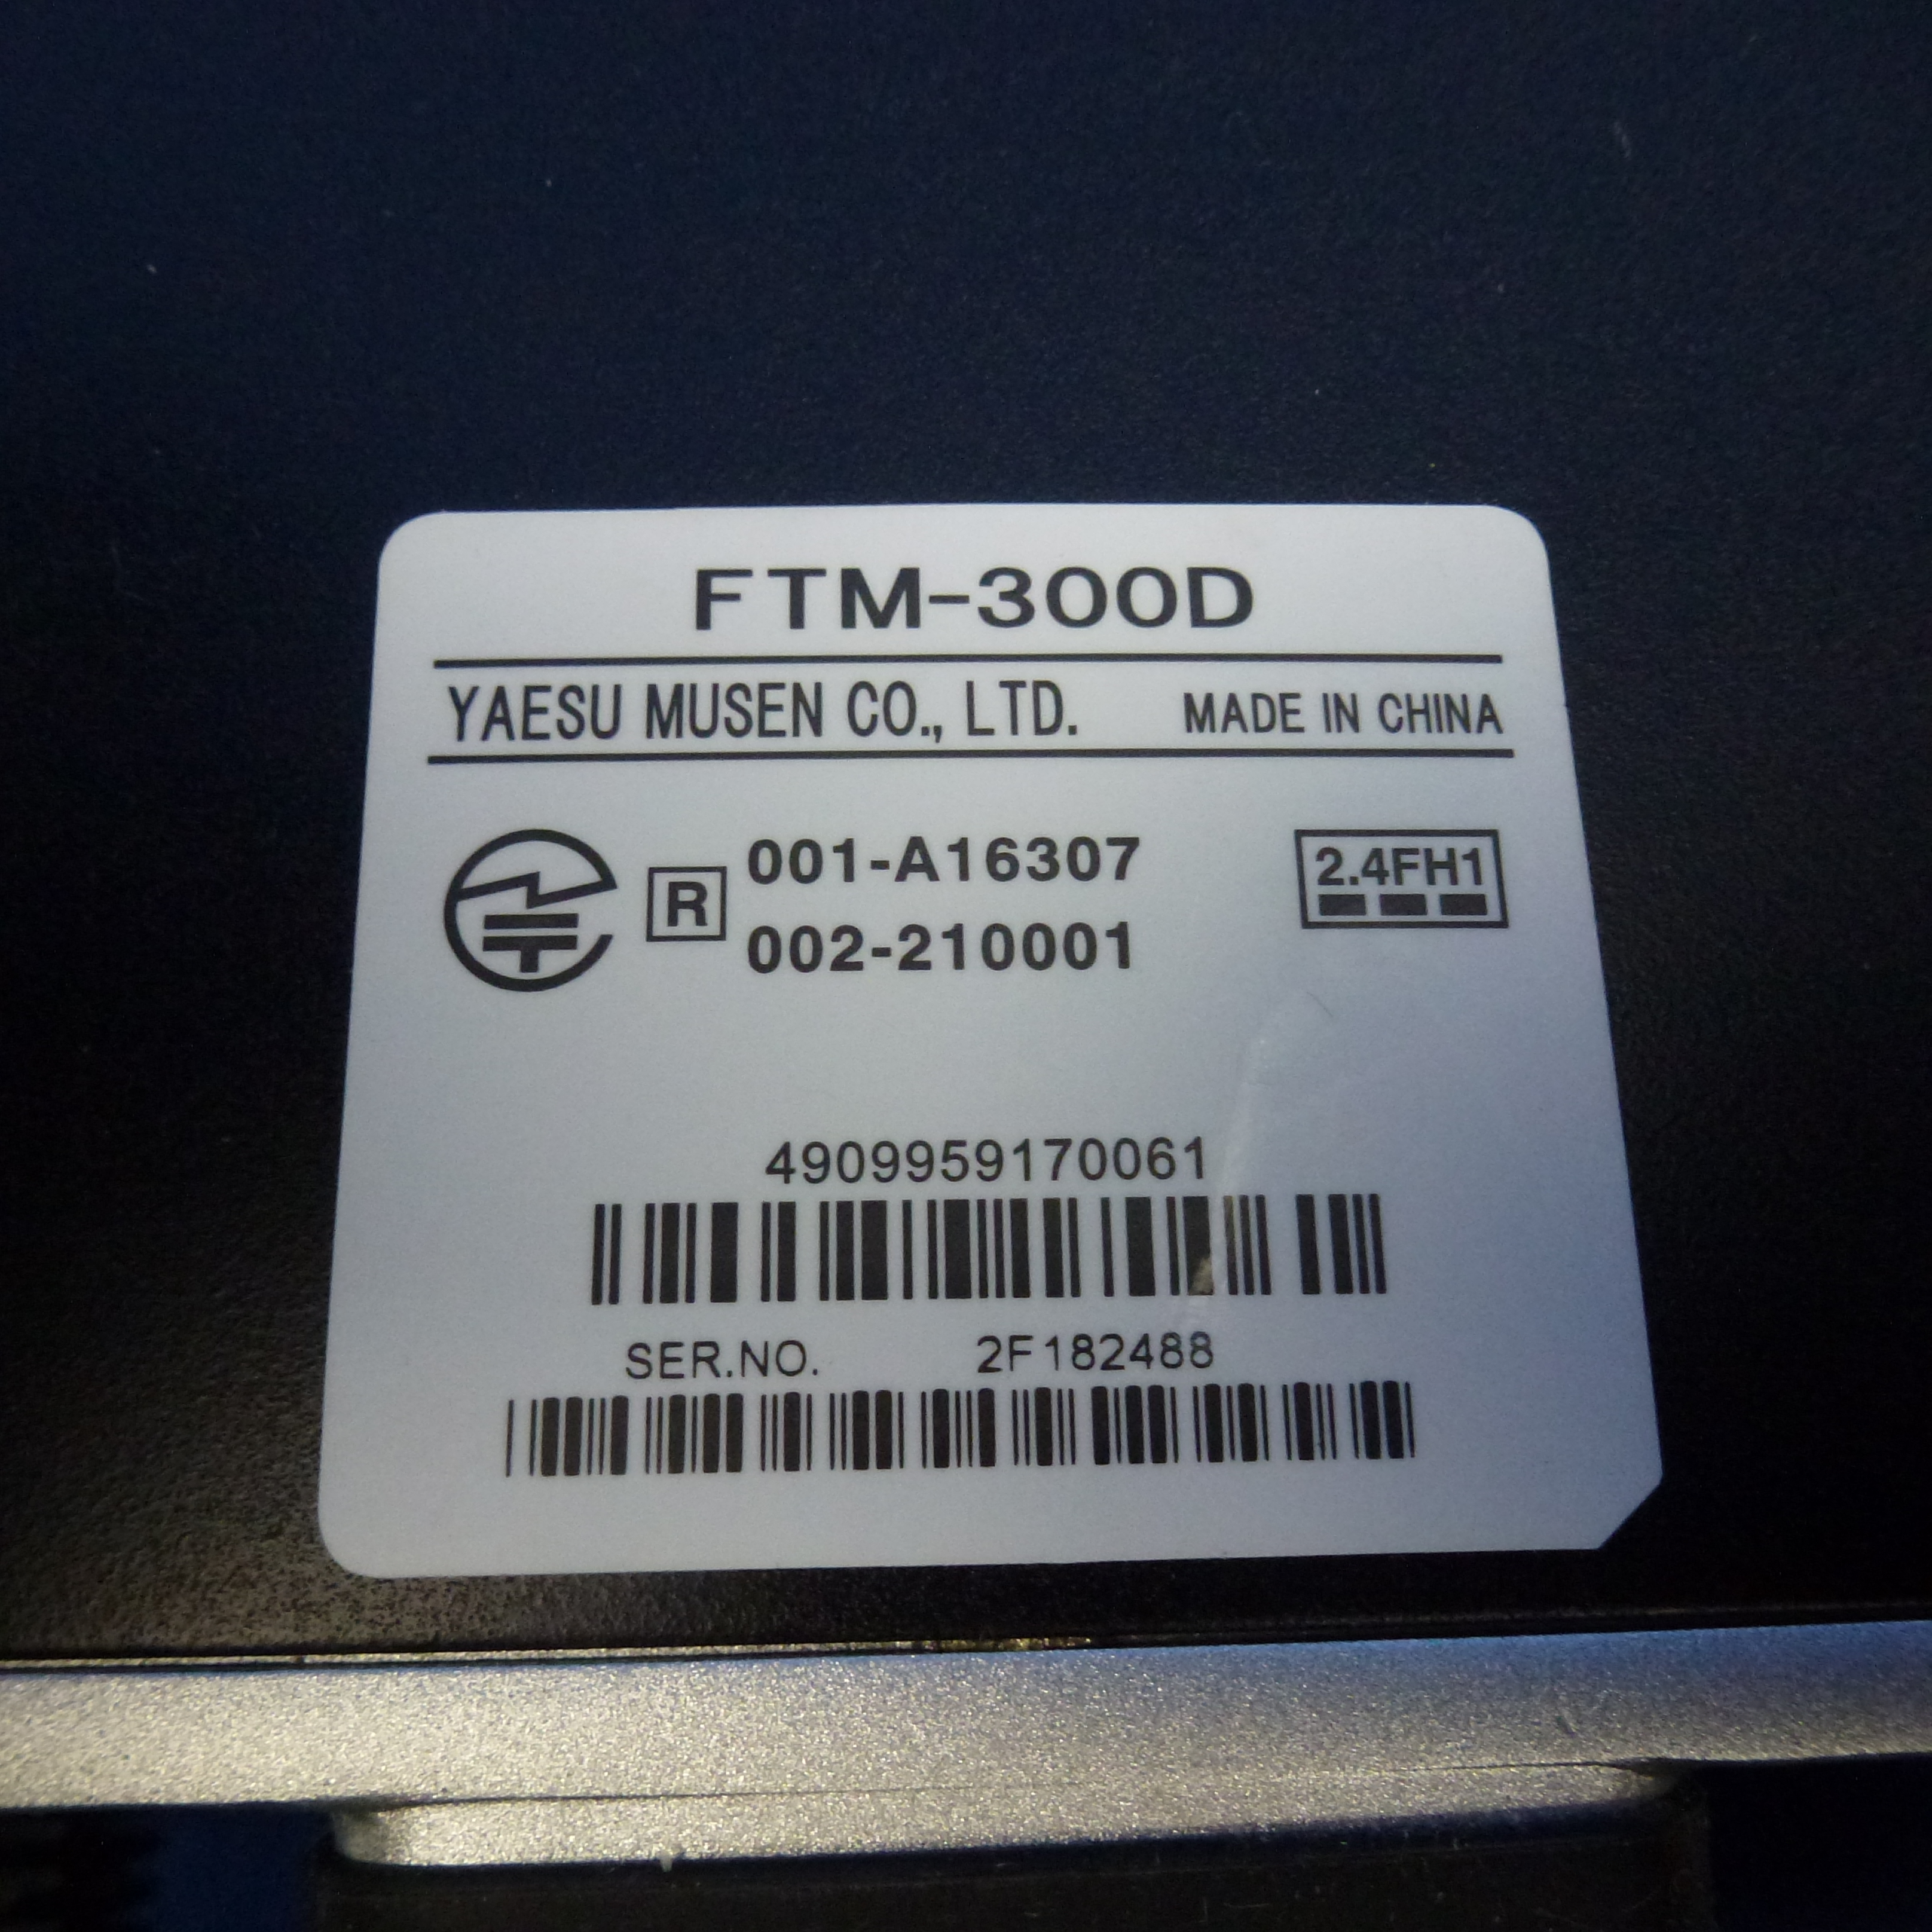 FTM-300D
YAESU MUSEN CO., LTD. MADE IN CHINA
R 001-A16307
002-210001
2.4FH1
4909959170061
SER.NO. 2F182488